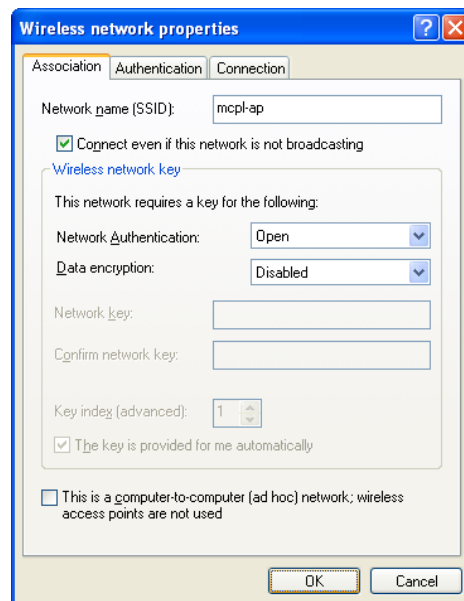 Wireless network properties
Association Authentication Connection
Network name (SSID): mcpl-ap
Connect even if this network is not broadcasting
Wireless network key
This network requires a key for the following:
Network Authentication: Open
Data encryption: Disabled
Network key:
Confirm network key:
Key index (advanced): 1
The key is provided for me automatically
This is a computer-to-computer (ad hoc) network; wireless
access points are not used
OK Cancel